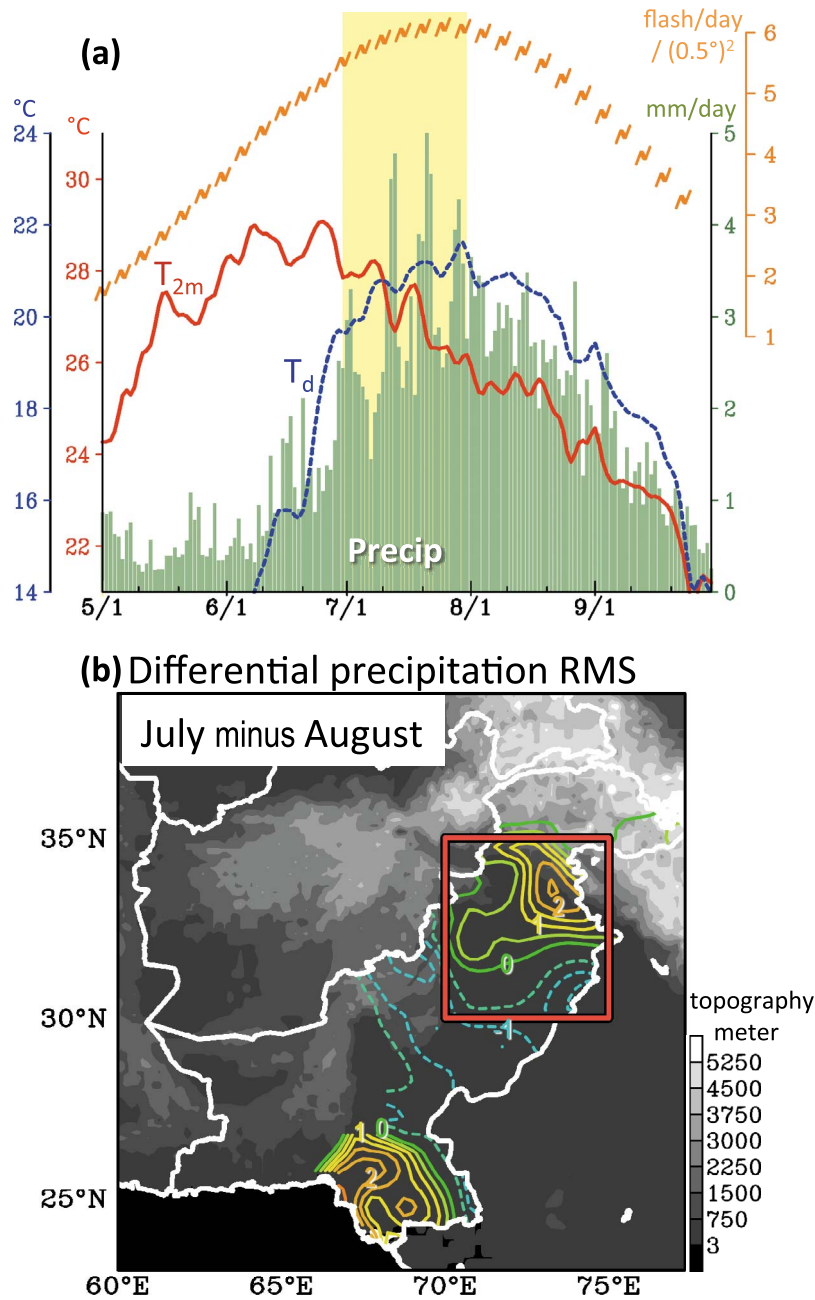 (a)
flash/day
/ (0.5°)²
°C
°C
mm/day
24
22
20
18
16
14
30
28
26
24
22
6
5
4
3
2
1
5
4
3
2
1
0
T2m
Td
Precip
5/1 6/1 7/1 8/1 9/1
(b) Differential precipitation RMS
July minus August
35°N
30°N
25°N
2
1
0
-1
1 0
2
topography
meter
5250
4500
3750
3000
2250
1500
750
3
60°E 65°E 70°E 75°E